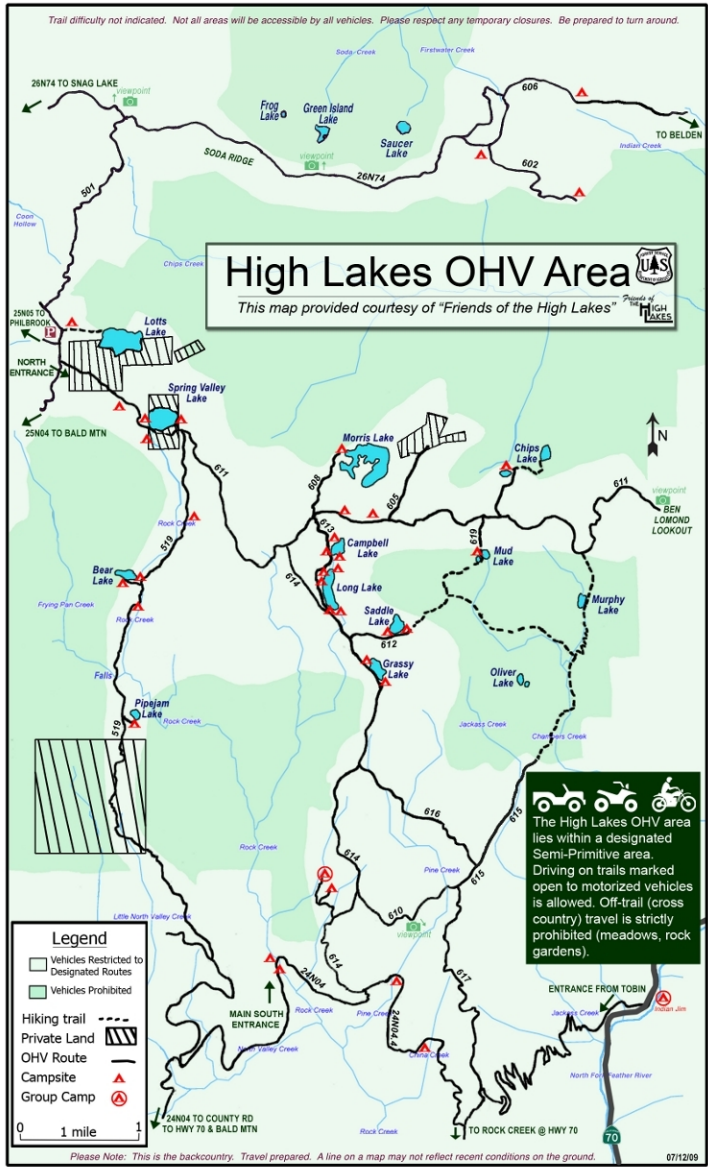 Trail difficulty not indicated. Not all areas will be accessible by all vehicles. Please respect any temporary closures. Be prepared to turn around.
Soda Creek
Firstwater Creek
26N74 TO SNAG LAKE
viewpoint
606
Frog
Lake
Green Island
Lake
Saucer
Lake
TO BELDEN
Indian Creek
SODA RIDGE
viewpoint
26N74
602
501
Coon
Hollow
Chips Creek
High Lakes OHV Area
This map provided courtesy of "Friends of the High Lakes"
U S
Friends of
THE HIGH
LAKES
25N05 TO
PHILBROOK
P
Lotts
Lake
NORTH
ENTRANCE
Spring Valley
Lake
25N04 TO BALD MTN
N
Morris Lake
Chips
Lake
611
608
605
611
viewpoint
BEN
LOMOND
LOOKOUT
Rock Creek
519
613
Campbell
Lake
619
Mud
Lake
614
Bear
Lake
Long Lake
Murphy
Lake
Frying Pan Creek
Rock Creek
Saddle
Lake
612
Grassy
Lake
Falls
Oliver
Lake
Pipejam
Lake
Rock Creek
Jackass Creek
Chambers Creek
519
The High Lakes OHV area
lies within a designated
Semi-Primitive area.
Driving on trails marked
open to motorized vehicles
is allowed. Off-trail (cross
country) travel is strictly
prohibited (meadows, rock
gardens).
616
615
Rock Creek
614
Pine Creek
615
610
viewpoint
Little North Valley Creek
Legend
Vehicles Restricted to
Designated Routes
Vehicles Prohibited
Hiking trail
Private Land
OHV Route
Campsite
Group Camp
0
1 mile
1
614
617
24N04
MAIN SOUTH
ENTRANCE
Rock Creek
Pine Creek
24N04.4
ENTRANCE FROM TOBIN
Jackass Creek
Indian Jim
North Valley Creek
China Creek
North Fork Feather River
24N04 TO COUNTY RD
TO HWY 70 & BALD MTN
Rock Creek
TO ROCK CREEK @ HWY 70
70
Please Note: This is the backcountry. Travel prepared. A line on a map may not reflect recent conditions on the ground.
07/12/09